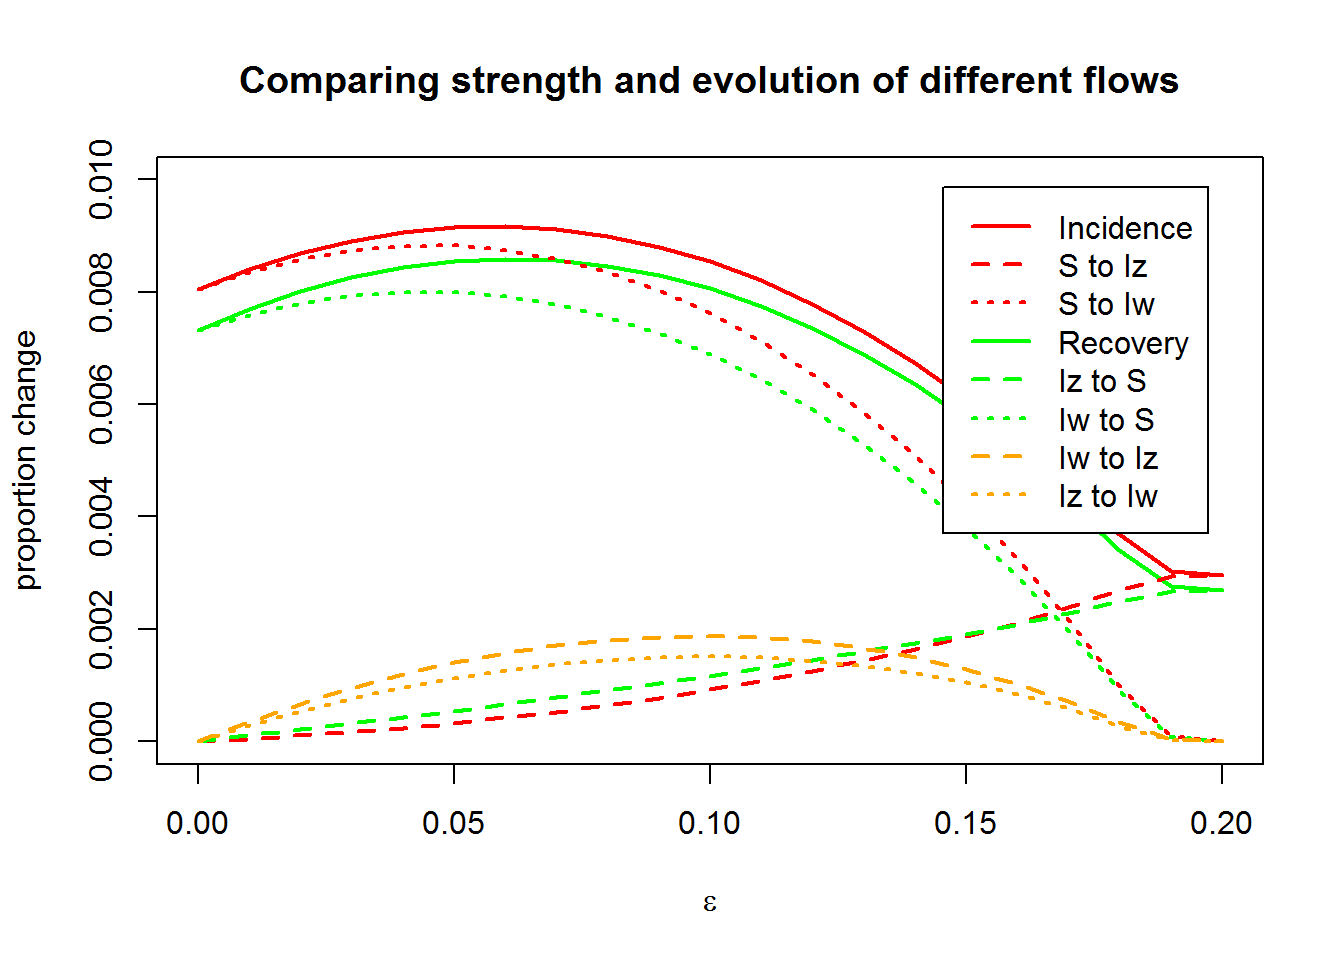 Comparing strength and evolution of different flows
proportion change
0.010
0.008
0.006
0.004
0.002
0.000
Incidence
S to Iz
S to Iw
Recovery
Iz to S
Iw to S
Iw to Iz
Iz to Iw
0.00 0.05 0.10 0.15 0.20
ε